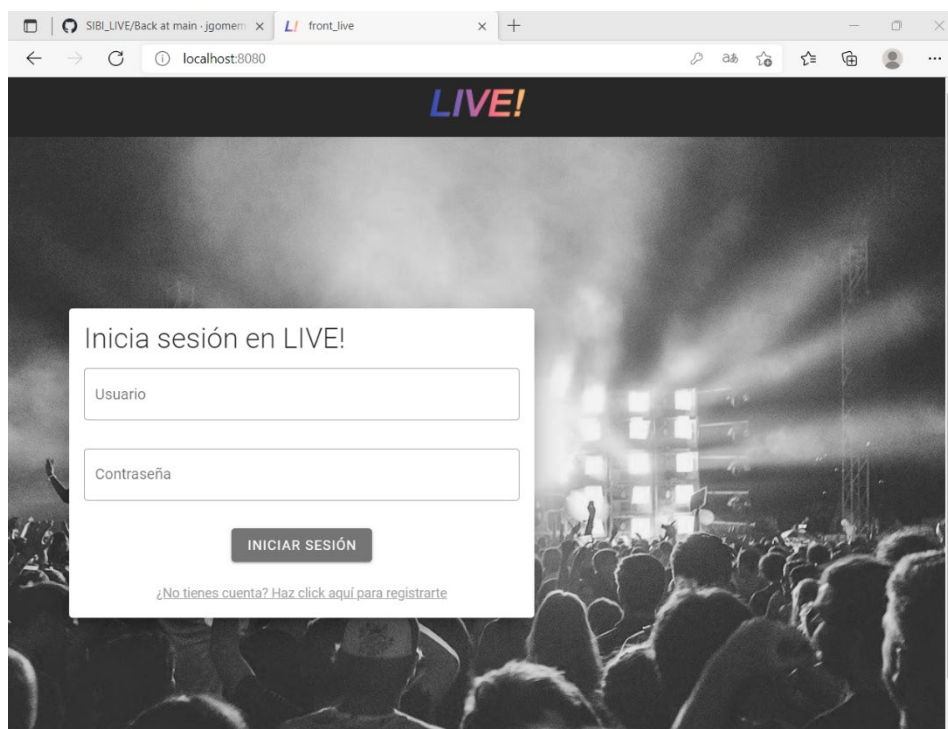 SIBI_LIVE/Back at main · jgomem
L! front_live
localhost:8080
LIVE!
Inicia sesión en LIVE!
Usuario
Contraseña
INICIAR SESIÓN
¿No tienes cuenta? Haz click aquí para registrarte